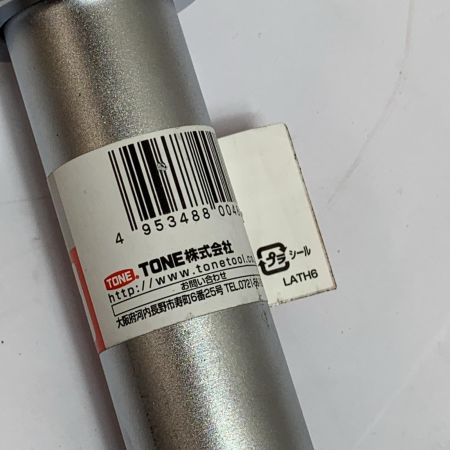 4 953488 004
TONE. TONE株式会社
http://www.tonetool.c
お問い合わせ
大阪府河内長野市寿町6番25号 TEL.0721-5
プラ シール
LATH6